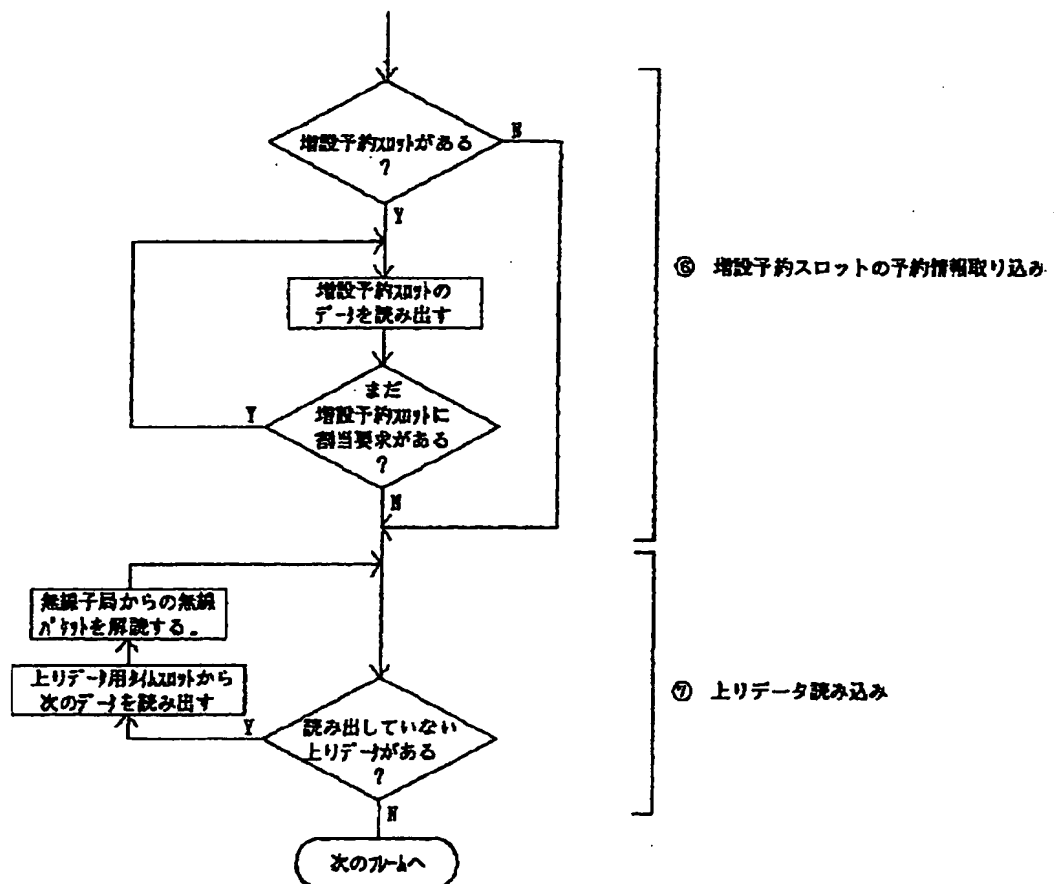 増設予約スロットがある
?
N
Y
増設予約スロットの
データを読み出す
⑥ 増設予約スロットの予約情報取り込み
まだ
増設予約スロットに
割当要求がある
?
Y
N
無線子局からの無線
パケットを解読する。
上りデータ用タイムスロットから
次のデータを読み出す
Y
読み出していない
上りデータがある
?
⑦ 上りデータ読み込み
N
次のフレームへ